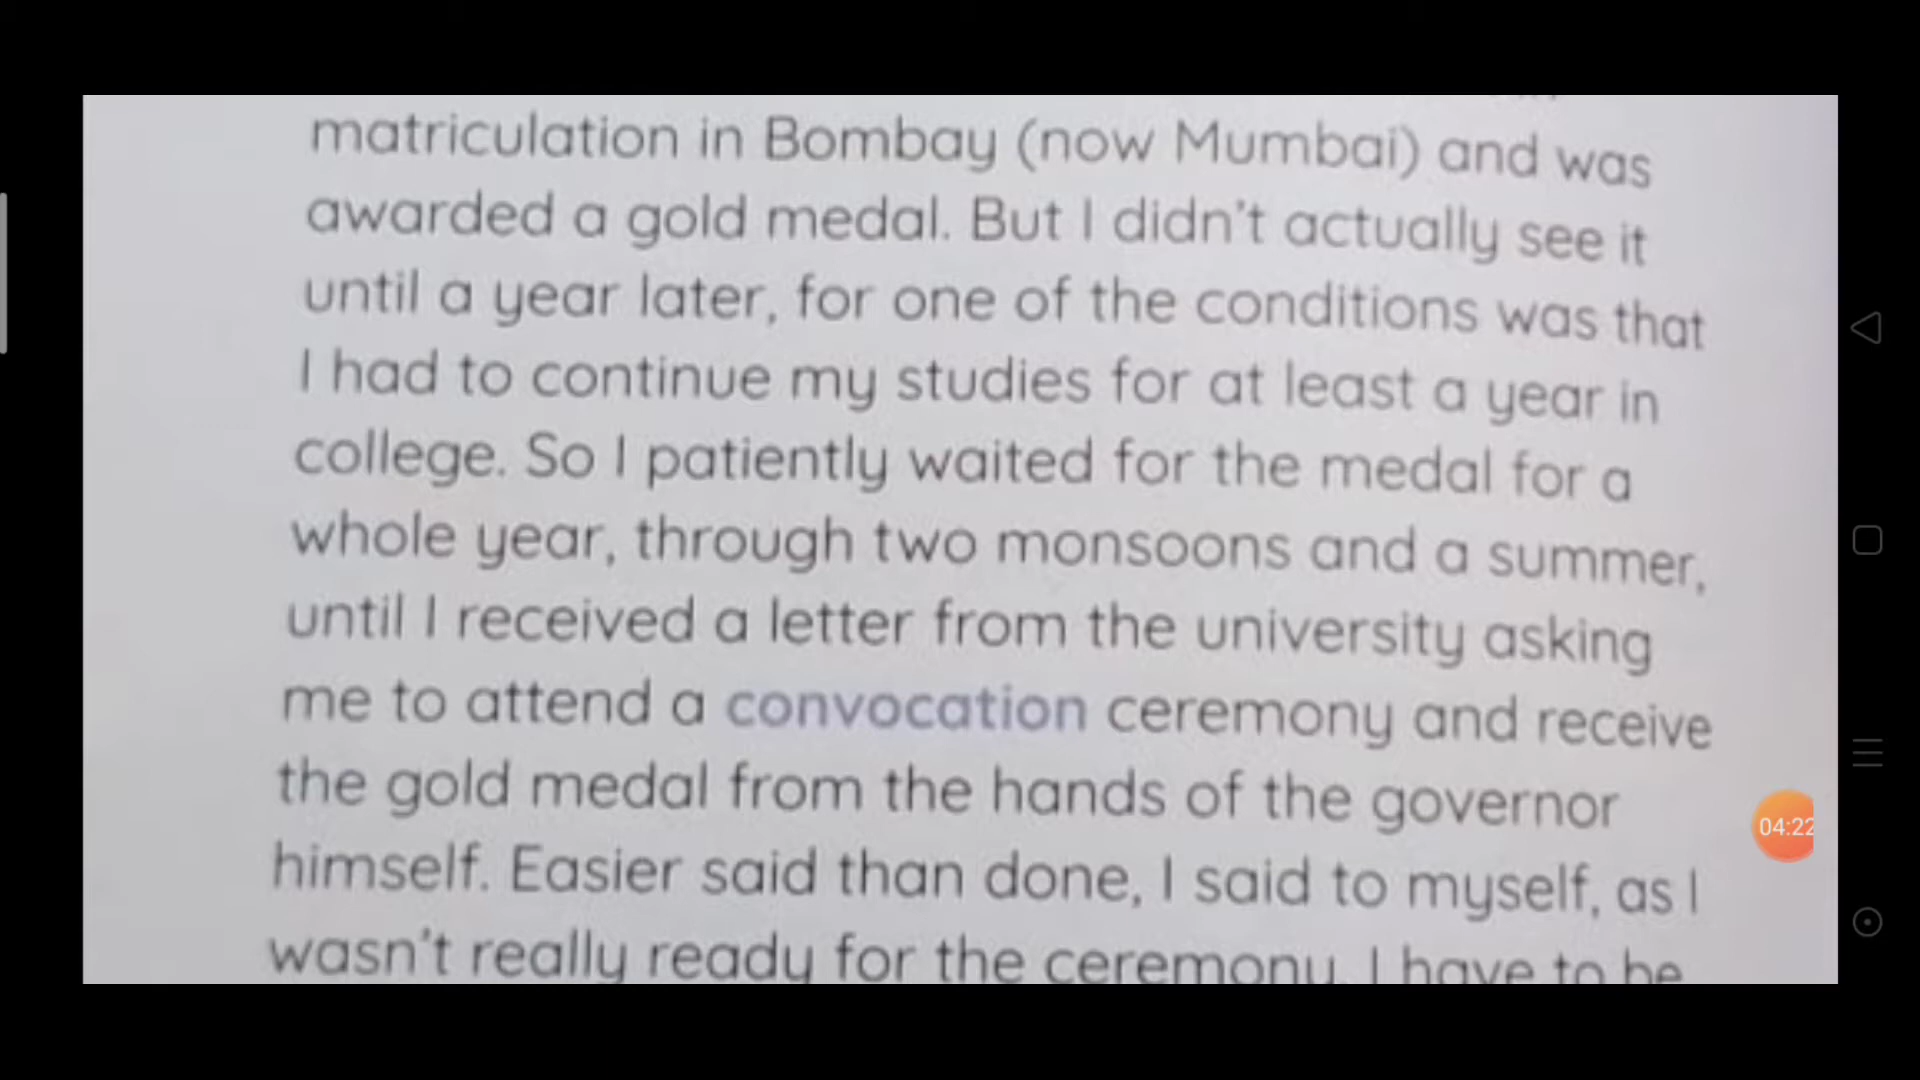 matriculation in Bombay (now Mumbai) and was
awarded a gold medal. But I didn't actually see it
until a year later, for one of the conditions was that
I had to continue my studies for at least a year in
college. So I patiently waited for the medal for a
whole year, through two monsoons and a summer,
until I received a letter from the university asking
me to attend a convocation ceremony and receive
the gold medal from the hands of the governor
04:22
himself. Easier said than done, I said to myself, as I
wasn't really ready for the ceremony. I have to be